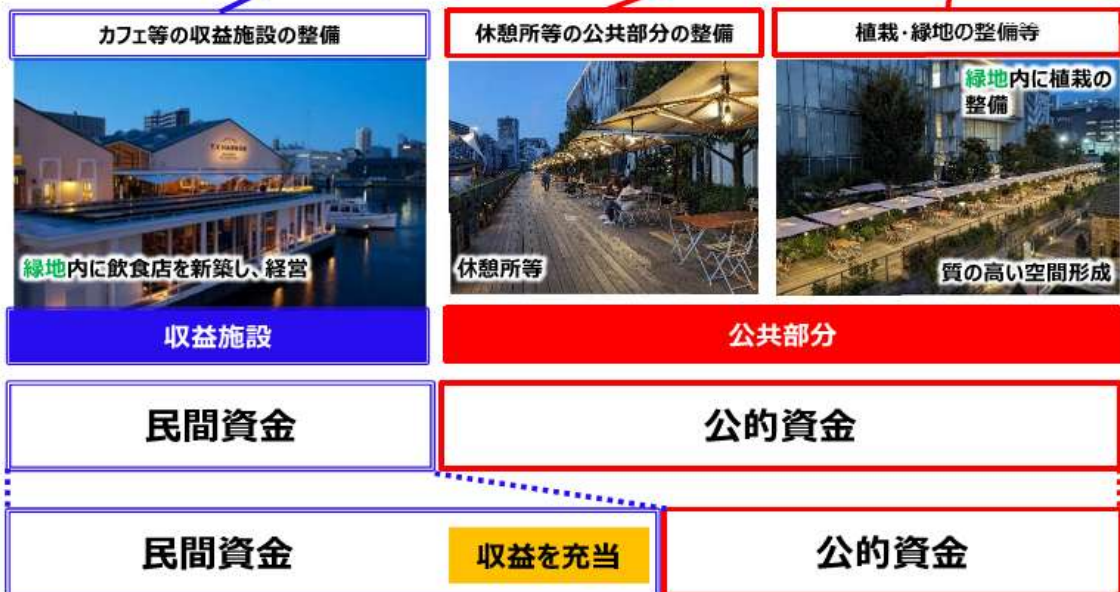 カフェ等の収益施設の整備
休憩所等の公共部分の整備
植栽・緑地の整備等
T.Y.HARBOR
緑地内に飲食店を新築し、経営
休憩所等
緑地内に植栽の
整備
質の高い空間形成
収益施設
公共部分
民間資金
公的資金
民間資金
収益を充当
公的資金